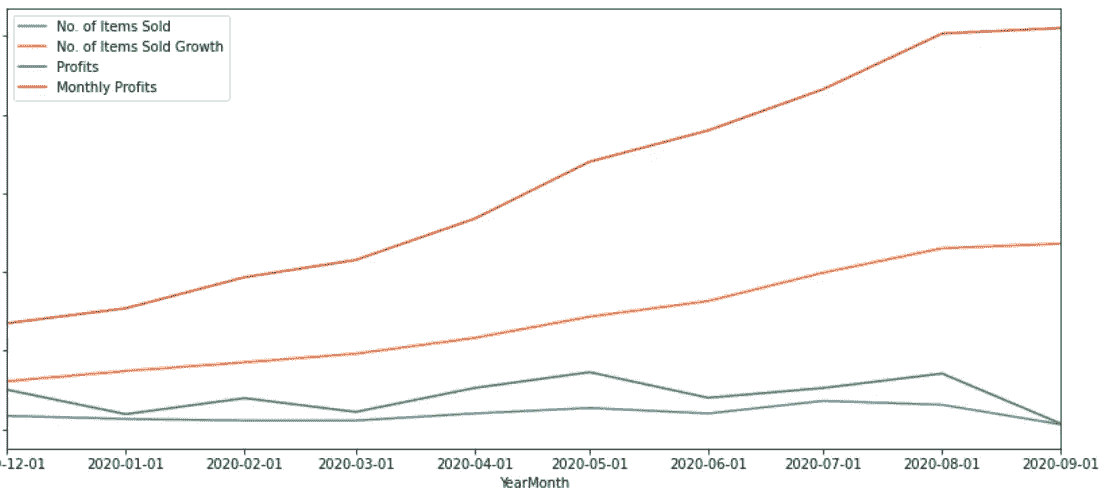 No. of Items Sold
No. of Items Sold Growth
Profits
Monthly Profits
-12-01 2020-01-01 2020-02-01 2020-03-01 2020-04-01 2020-05-01 2020-06-01 2020-07-01 2020-08-01 2020-09-01
YearMonth